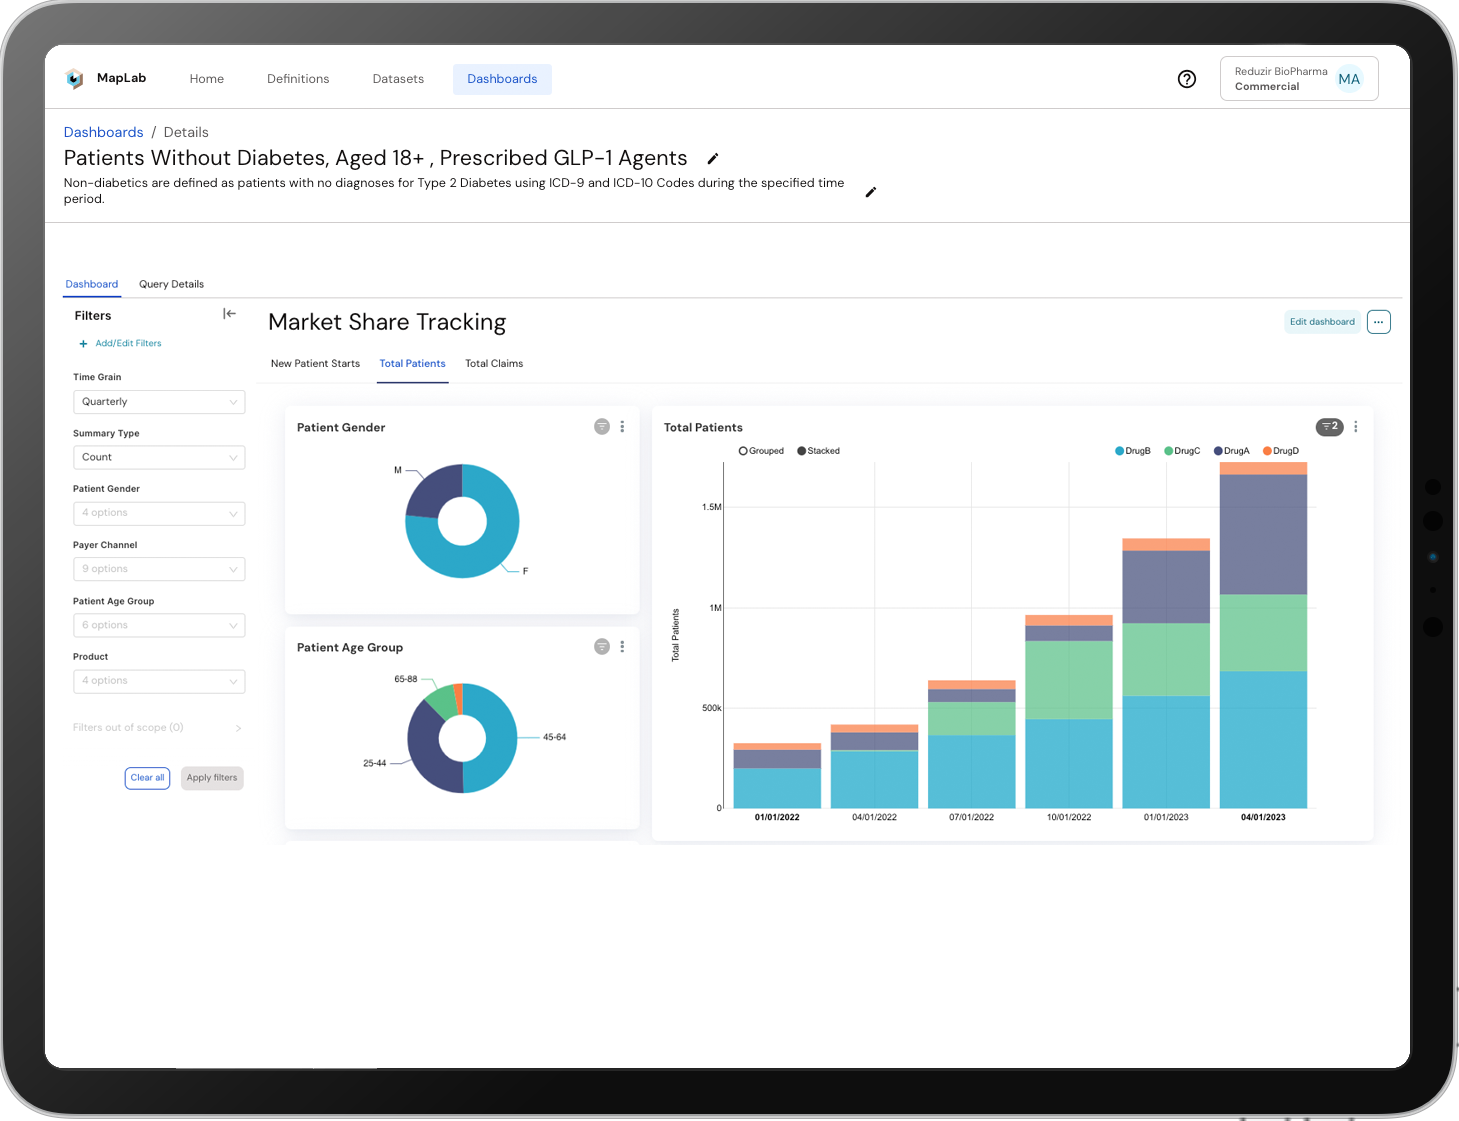 MapLab
Home
Definitions
Datasets
Dashboards
Reduzir BioPharma
Commercial
MA
Dashboards / Details
Patients Without Diabetes, Aged 18+ , Prescribed GLP-1 Agents
Non-diabetics are defined as patients with no diagnoses for Type 2 Diabetes using ICD-9 and ICD-10 Codes during the specified time
period.
Dashboard
Query Details
Filters
+ Add/Edit Filters
Time Grain
Quarterly
Summary Type
Count
Patient Gender
4 options
Payer Channel
9 options
Patient Age Group
6 options
Product
4 options
Filters out of scope (0)
Clear all
Apply filters
Market Share Tracking
Edit dashboard
...
New Patient Starts
Total Patients
Total Claims
Patient Gender
M
F
Patient Age Group
65-88
45-64
25-44
Total Patients
2
Grouped
Stacked
DrugB
DrugC
DrugA
DrugD
1.5M
1M
500k
0
Total Patients
01/01/2022
04/01/2022
07/01/2022
10/01/2022
01/01/2023
04/01/2023